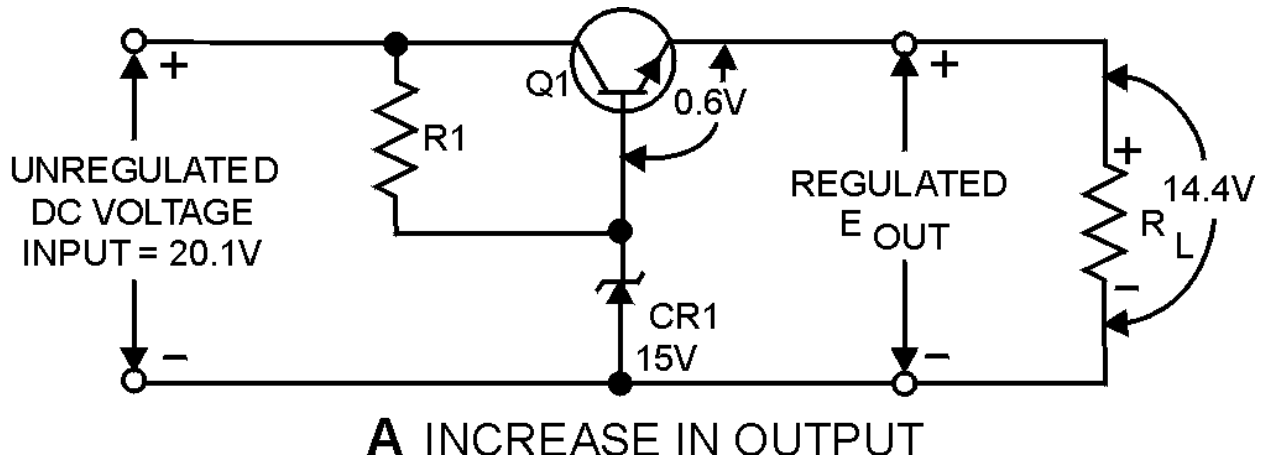 Q1
0.6V
+
+
R1
UNREGULATED
DC VOLTAGE
INPUT = 20.1V
REGULATED
E OUT
+
14.4V
R L
−
CR1
15V
−
−
A INCREASE IN OUTPUT